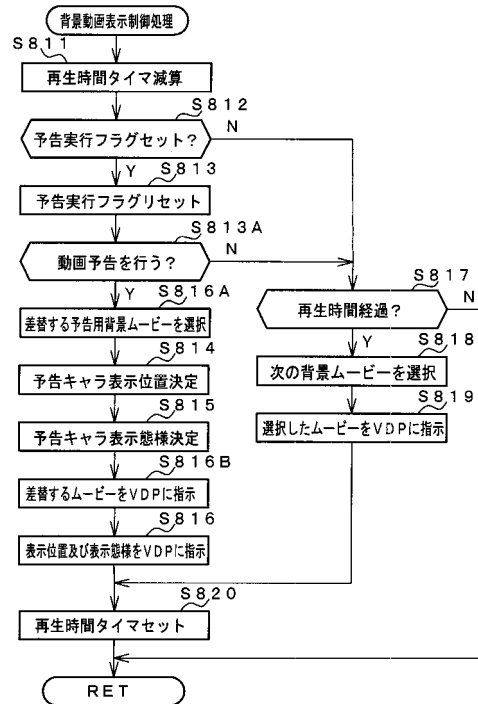 背景動画表示制御処理
S811
再生時間タイマ減算
S812
予告実行フラグセット?
N
Y
S813
予告実行フラグリセット
S813A
動画予告を行う?
N
Y
S816A
差替する予告用背景ムービーを選択
S814
予告キャラ表示位置決定
S815
予告キャラ表示態様決定
S816B
差替するムービーをVDPに指示
S816
表示位置及び表示態様をVDPに指示
S817
再生時間経過?
N
Y
S818
次の背景ムービーを選択
S819
選択したムービーをVDPに指示
S820
再生時間タイマセット
RET